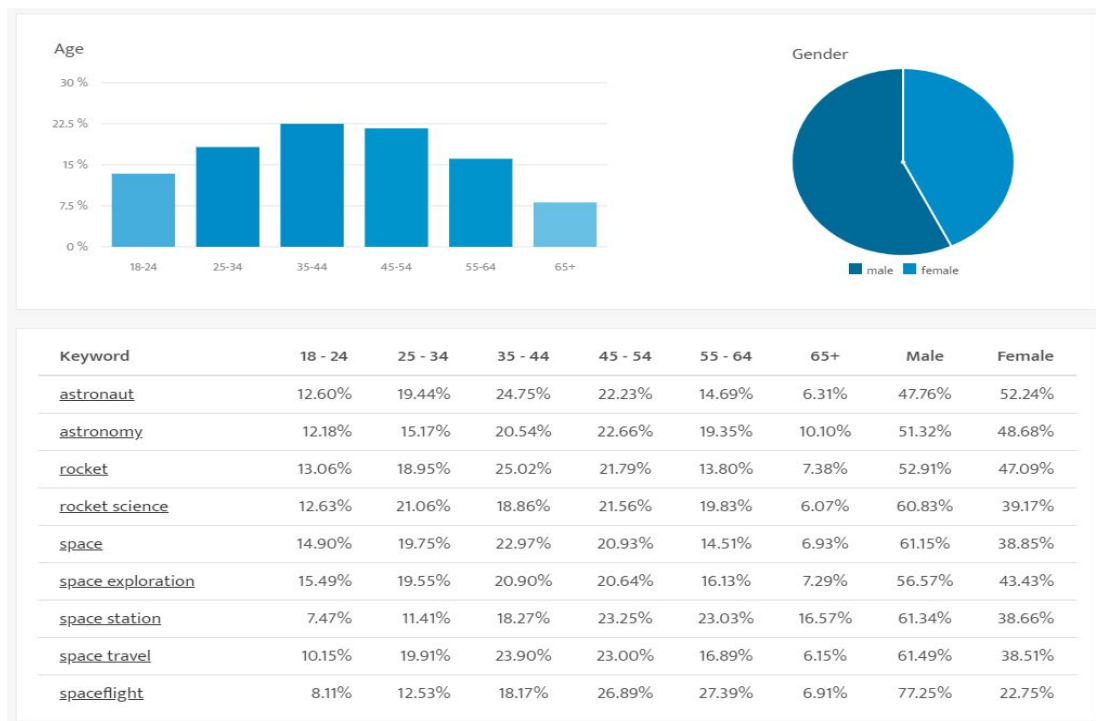 Age
30 %
22.5 %
15 %
7.5 %
0 %
18-24 25-34 35-44 45-54 55-64 65+
Gender
male female
Keyword 18 - 24 25 - 34 35 - 44 45 - 54 55 - 64 65+ Male Female
astronaut 12.60% 19.44% 24.75% 22.23% 14.69% 6.31% 47.76% 52.24%
astronomy 12.18% 15.17% 20.54% 22.66% 19.35% 10.10% 51.32% 48.68%
rocket 13.06% 18.95% 25.02% 21.79% 13.80% 7.38% 52.91% 47.09%
rocket science 12.63% 21.06% 18.86% 21.56% 19.83% 6.07% 60.83% 39.17%
space 14.90% 19.75% 22.97% 20.93% 14.51% 6.93% 61.15% 38.85%
space exploration 15.49% 19.55% 20.90% 20.64% 16.13% 7.29% 56.57% 43.43%
space station 7.47% 11.41% 18.27% 23.25% 23.03% 16.57% 61.34% 38.66%
space travel 10.15% 19.91% 23.90% 23.00% 16.89% 6.15% 61.49% 38.51%
spaceflight 8.11% 12.53% 18.17% 26.89% 27.39% 6.91% 77.25% 22.75%